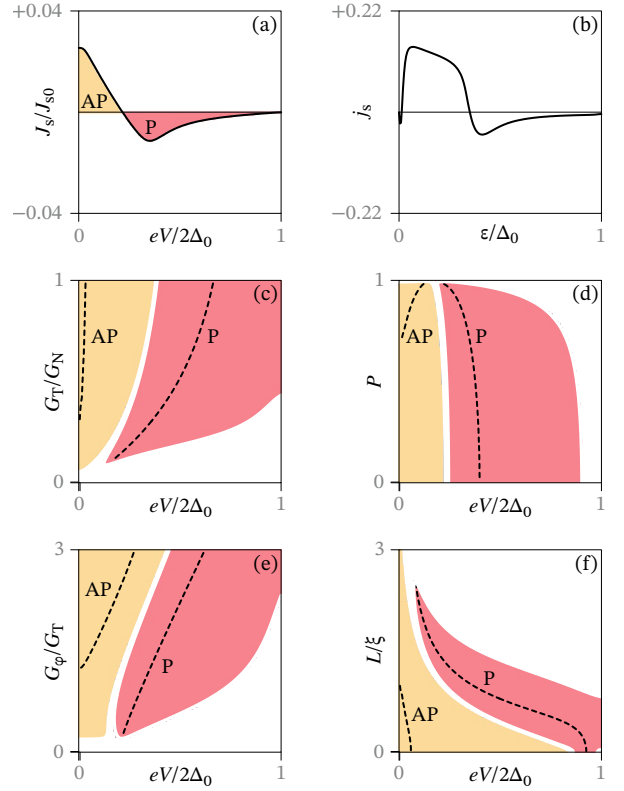 +0.04
(a)
J_s/J_s0
AP
P
−0.04
0
eV/2Δ_0
1
+0.22
(b)
j_s
−0.22
0
ε/Δ_0
1
1
(c)
G_T/G_N
AP
P
0
0
eV/2Δ_0
1
1
(d)
P
AP
P
0
0
eV/2Δ_0
1
3
(e)
G_φ/G_T
AP
P
0
0
eV/2Δ_0
1
3
(f)
L/ξ
P
AP
0
0
eV/2Δ_0
1